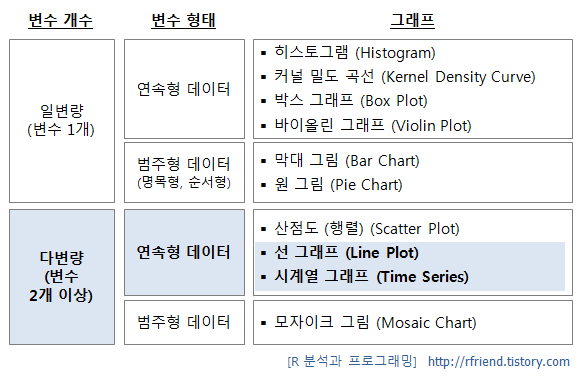 변수 개수
변수 형태
그래프
일변량
(변수 1개)
연속형 데이터
▪ 히스토그램 (Histogram)
▪ 커널 밀도 곡선 (Kernel Density Curve)
▪ 박스 그래프 (Box Plot)
▪ 바이올린 그래프 (Violin Plot)
범주형 데이터
(명목형, 순서형)
▪ 막대 그림 (Bar Chart)
▪ 원 그림 (Pie Chart)
다변량
(변수
2개 이상)
연속형 데이터
▪ 산점도 (행렬) (Scatter Plot)
▪ 선 그래프 (Line Plot)
▪ 시계열 그래프 (Time Series)
범주형 데이터
▪ 모자이크 그림 (Mosaic Chart)
[R 분석과 프로그래밍] http://rfriend.tistory.com